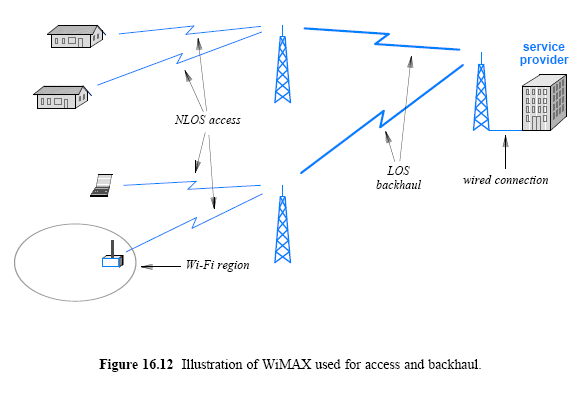 service
provider
NLOS access
LOS
backhaul
wired connection
Wi-Fi region
Figure 16.12 Illustration of WiMAX used for access and backhaul.